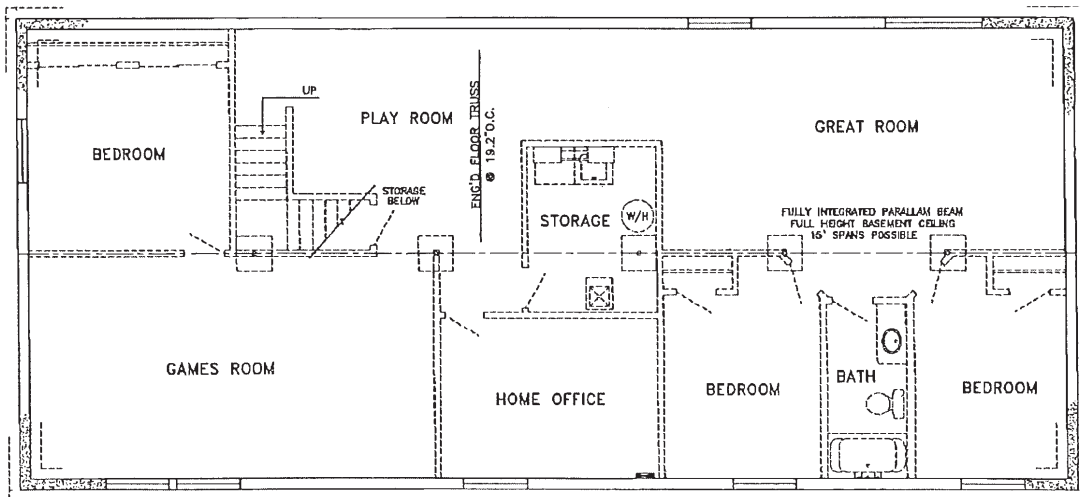 UP
PLAY ROOM
ENG'D FLOOR TRUSS
@ 19.2"O.C.
GREAT ROOM
BEDROOM
STORAGE
BELOW
STORAGE
W/H
FULLY INTEGRATED PARALLAM BEAM
FULL HEIGHT BASEMENT CEILING
15' SPANS POSSIBLE
GAMES ROOM
HOME OFFICE
BEDROOM
BATH
BEDROOM